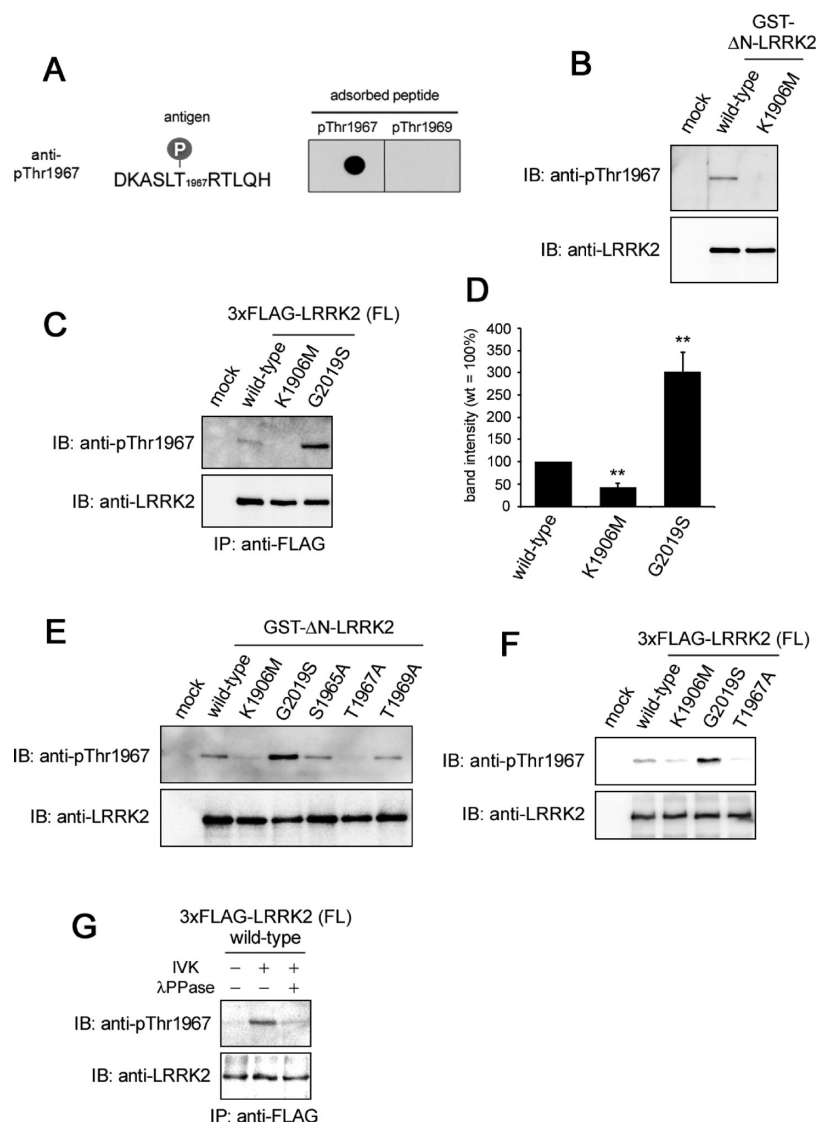 A
antigen
adsorbed peptide
pThr1967 pThr1969
anti-
pThr1967
P
DKASLT1967RTLQH
B
GST-
ΔN-LRRK2
mock
wild-type
K1906M
IB: anti-pThr1967
IB: anti-LRRK2
C
3xFLAG-LRRK2 (FL)
mock
wild-type
K1906M
G2019S
IB: anti-pThr1967
IB: anti-LRRK2
IP: anti-FLAG
D
band intensity (wt = 100%)
400
350
300
250
200
150
100
50
0
**
**
wild-type
K1906M
G2019S
E
GST-ΔN-LRRK2
mock
wild-type
K1906M
G2019S
S1965A
T1967A
T1969A
IB: anti-pThr1967
IB: anti-LRRK2
F
3xFLAG-LRRK2 (FL)
mock
wild-type
K1906M
G2019S
T1967A
IB: anti-pThr1967
IB: anti-LRRK2
G
3xFLAG-LRRK2 (FL)
wild-type
IVK − + +
λPPase − − +
IB: anti-pThr1967
IB: anti-LRRK2
IP: anti-FLAG